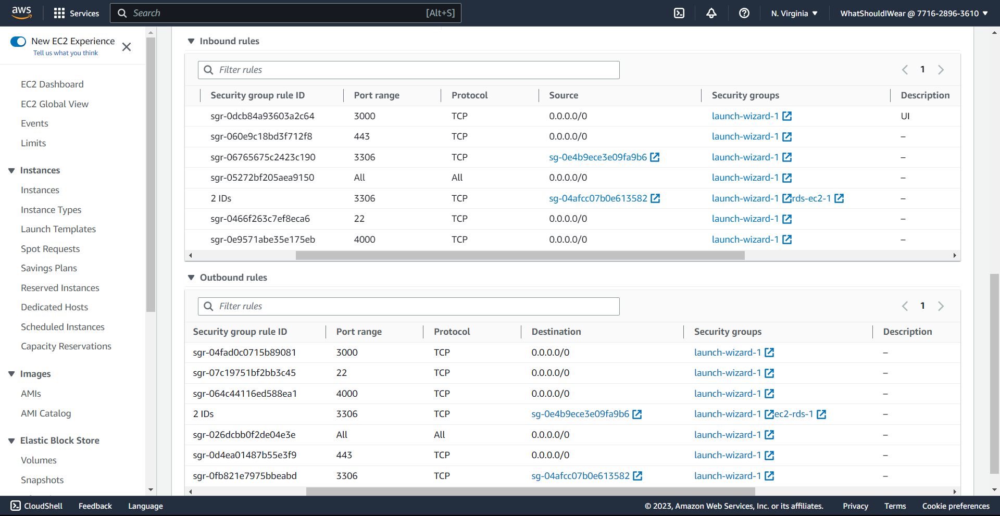 aws Services Search [Alt+S] N. Virginia WhatShouldIWear @ 7716-2896-3610
New EC2 Experience
Tell us what you think
EC2 Dashboard
EC2 Global View
Events
Limits
Instances
Instances
Instance Types
Launch Templates
Spot Requests
Savings Plans
Reserved Instances
Dedicated Hosts
Scheduled Instances
Capacity Reservations
Images
AMIs
AMI Catalog
Elastic Block Store
Volumes
Snapshots
Inbound rules
Filter rules 1
Security group rule ID Port range Protocol Source Security groups Description
sgr-0dcb84a93603a2c64 3000 TCP 0.0.0.0/0 launch-wizard-1 UI
sgr-060e9c18bd3f712f8 443 TCP 0.0.0.0/0 launch-wizard-1 –
sgr-06765675c2423c190 3306 TCP sg-0e4b9ece3e09fa9b6 launch-wizard-1 –
sgr-05272bf205aea9150 All All 0.0.0.0/0 launch-wizard-1 –
2 IDs 3306 TCP sg-04afcc07b0e613582 launch-wizard-1 rds-ec2-1 –
sgr-0466f263c7ef8eca6 22 TCP 0.0.0.0/0 launch-wizard-1 –
sgr-0e9571abe35e175eb 4000 TCP 0.0.0.0/0 launch-wizard-1 –
Outbound rules
Filter rules 1
Security group rule ID Port range Protocol Destination Security groups Description
sgr-04fad0c0715b89081 3000 TCP 0.0.0.0/0 launch-wizard-1 –
sgr-07c19751bf2bb3c45 22 TCP 0.0.0.0/0 launch-wizard-1 –
sgr-064c44116ed588ea1 4000 TCP 0.0.0.0/0 launch-wizard-1 –
2 IDs 3306 TCP sg-0e4b9ece3e09fa9b6 launch-wizard-1 ec2-rds-1 –
sgr-026dcbb0f2de04e3e All All 0.0.0.0/0 launch-wizard-1 –
sgr-0d4ea01487b55e3f9 443 TCP 0.0.0.0/0 launch-wizard-1 –
sgr-0fb821e7975bbeabd 3306 TCP sg-04afcc07b0e613582 launch-wizard-1 –
CloudShell Feedback Language © 2023, Amazon Web Services, Inc. or its affiliates. Privacy Terms Cookie preferences